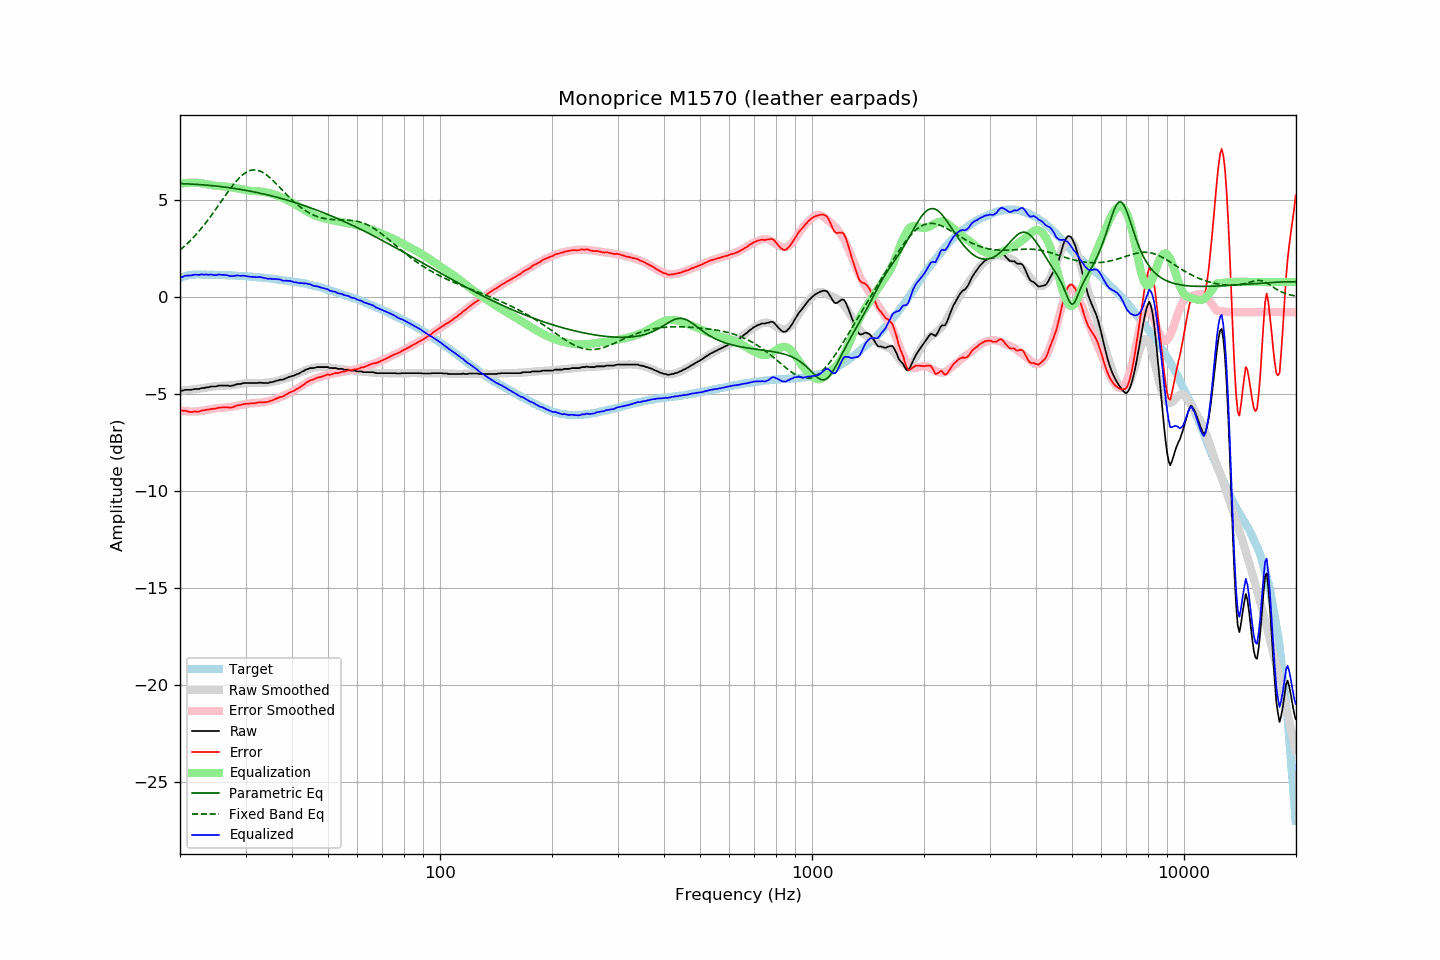 Monoprice M1570 (leather earpads)
5
0
−5
−10
−15
−20
−25
Amplitude (dBr)
Target
Raw Smoothed
Error Smoothed
Raw
Error
Equalization
Parametric Eq
Fixed Band Eq
Equalized
100
1000
10000
Frequency (Hz)